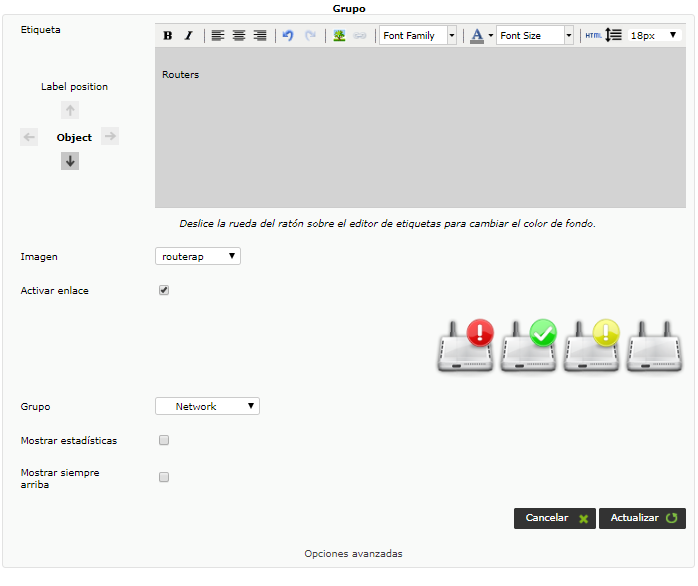 Grupo
Etiqueta
B I Font Family A Font Size HTML 18px
Routers
Label position
Object
Deslice la rueda del ratón sobre el editor de etiquetas para cambiar el color de fondo.
Imagen
routerap
Activar enlace
Grupo
Network
Mostrar estadísticas
Mostrar siempre
arriba
Cancelar
Actualizar
Opciones avanzadas